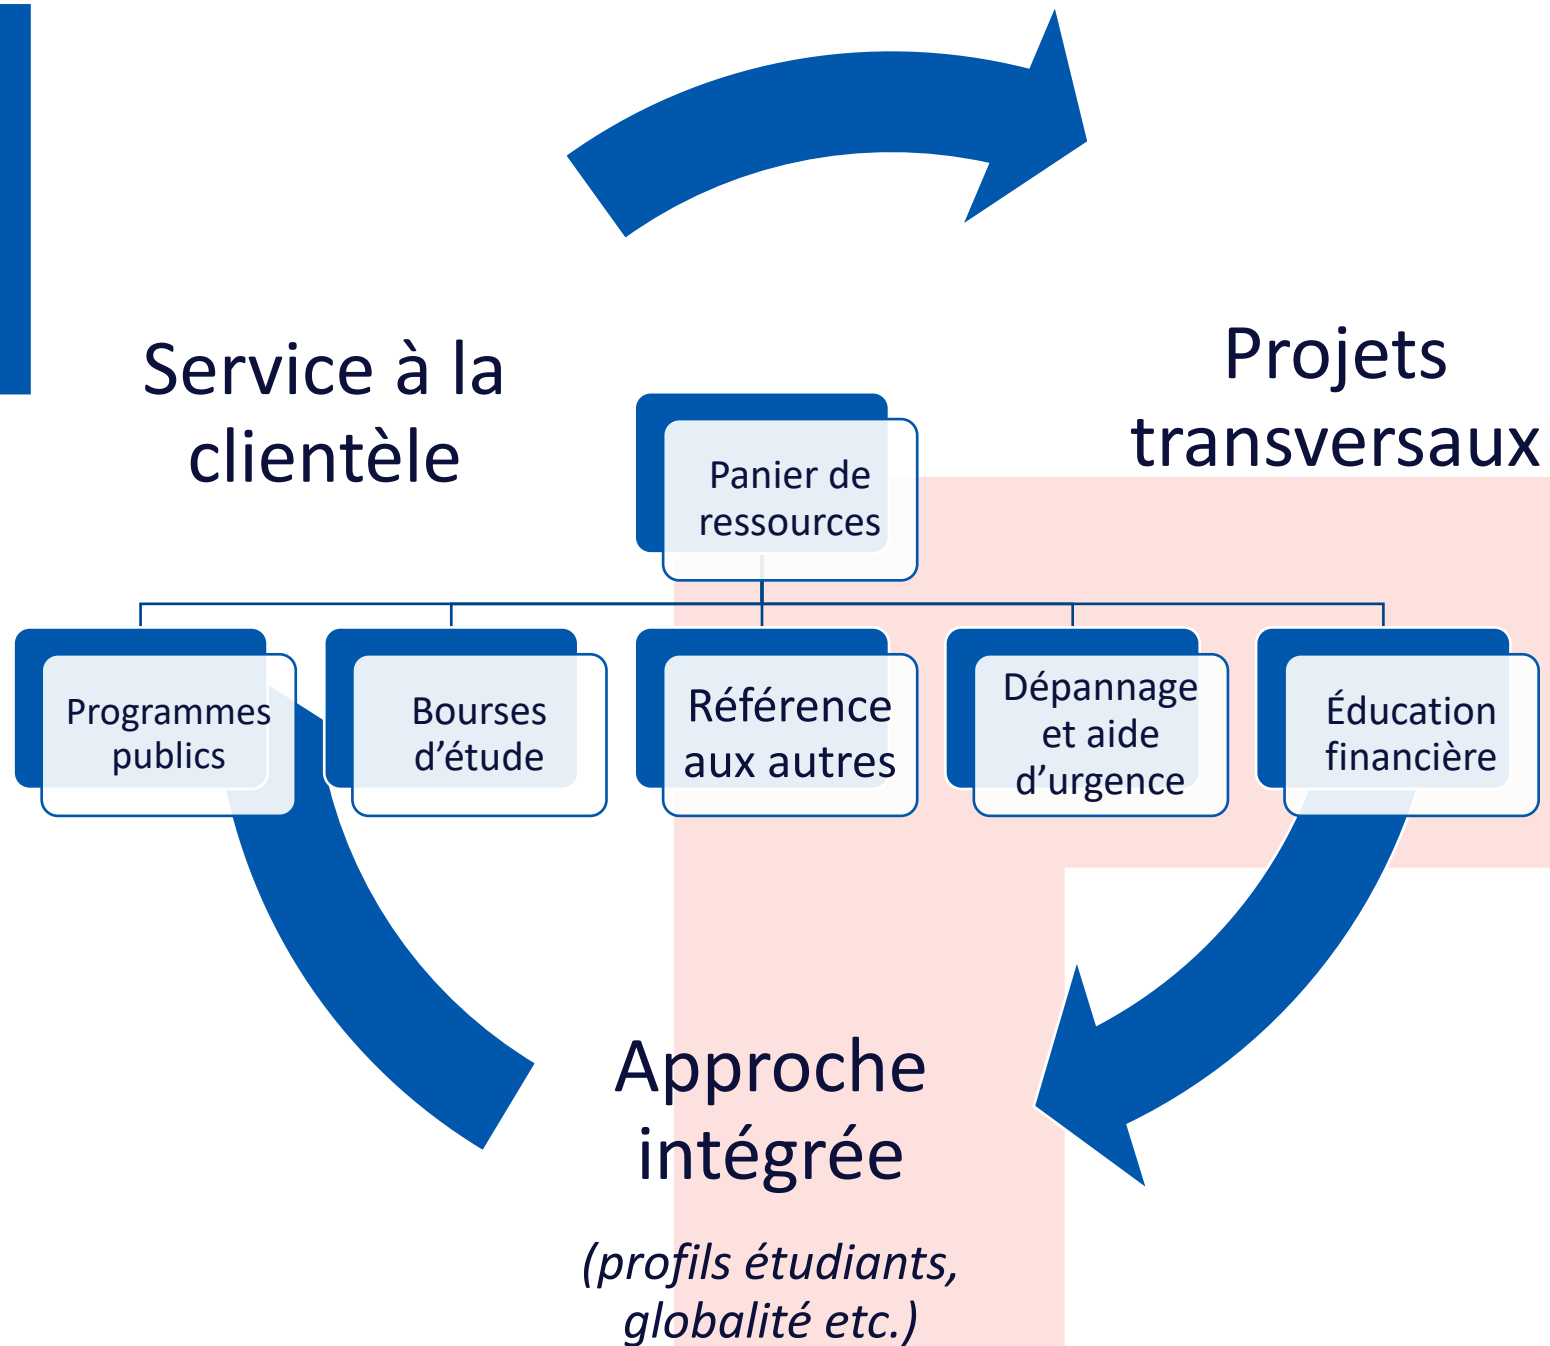 Service à la
clientèle
Projets
transversaux
Panier de
ressources
Programmes
publics
Bourses
d’étude
Référence
aux autres
Dépannage
et aide
d’urgence
Éducation
financière
Approche
intégrée
(profils étudiants,
globalité etc.)